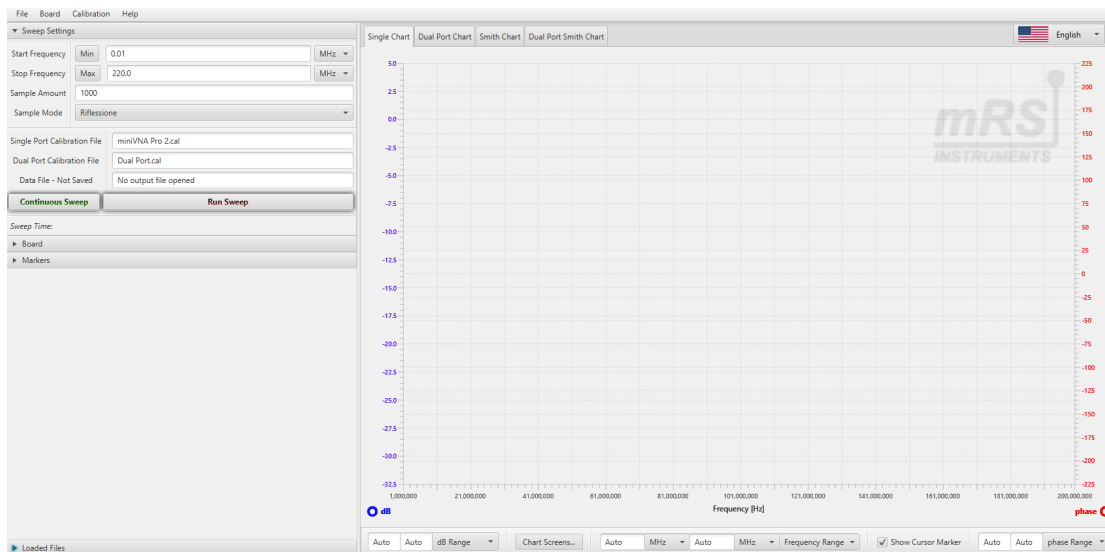 File Board Calibration Help
Sweep Settings
Start Frequency Min 0.01 MHz
Stop Frequency Max 220.0 MHz
Sample Amount 1000
Sample Mode Riflessione
Single Port Calibration File miniVNA Pro 2.cal
Dual Port Calibration File Dual Port.cal
Data File - Not Saved No output file opened
Continuous Sweep Run Sweep
Sweep Time:
Board
Markers
Loaded Files
Single Chart Dual Port Chart Smith Chart Dual Port Smith Chart
English
mRS
INSTRUMENTS
5.0
2.5
0.0
-2.5
-5.0
-7.5
-10.0
-12.5
-15.0
-17.5
-20.0
-22.5
-25.0
-27.5
-30.0
-32.5
225
200
175
150
125
100
75
50
25
0
-25
-50
-75
-100
-125
-150
-175
-200
-225
1,000,000 21,000,000 41,000,000 61,000,000 81,000,000 101,000,000 121,000,000 141,000,000 161,000,000 181,000,000 200,000,000
dB Frequency [Hz] phase
Auto Auto dB Range Chart Screens... Auto MHz Auto MHz Frequency Range Show Cursor Marker Auto Auto phase Range